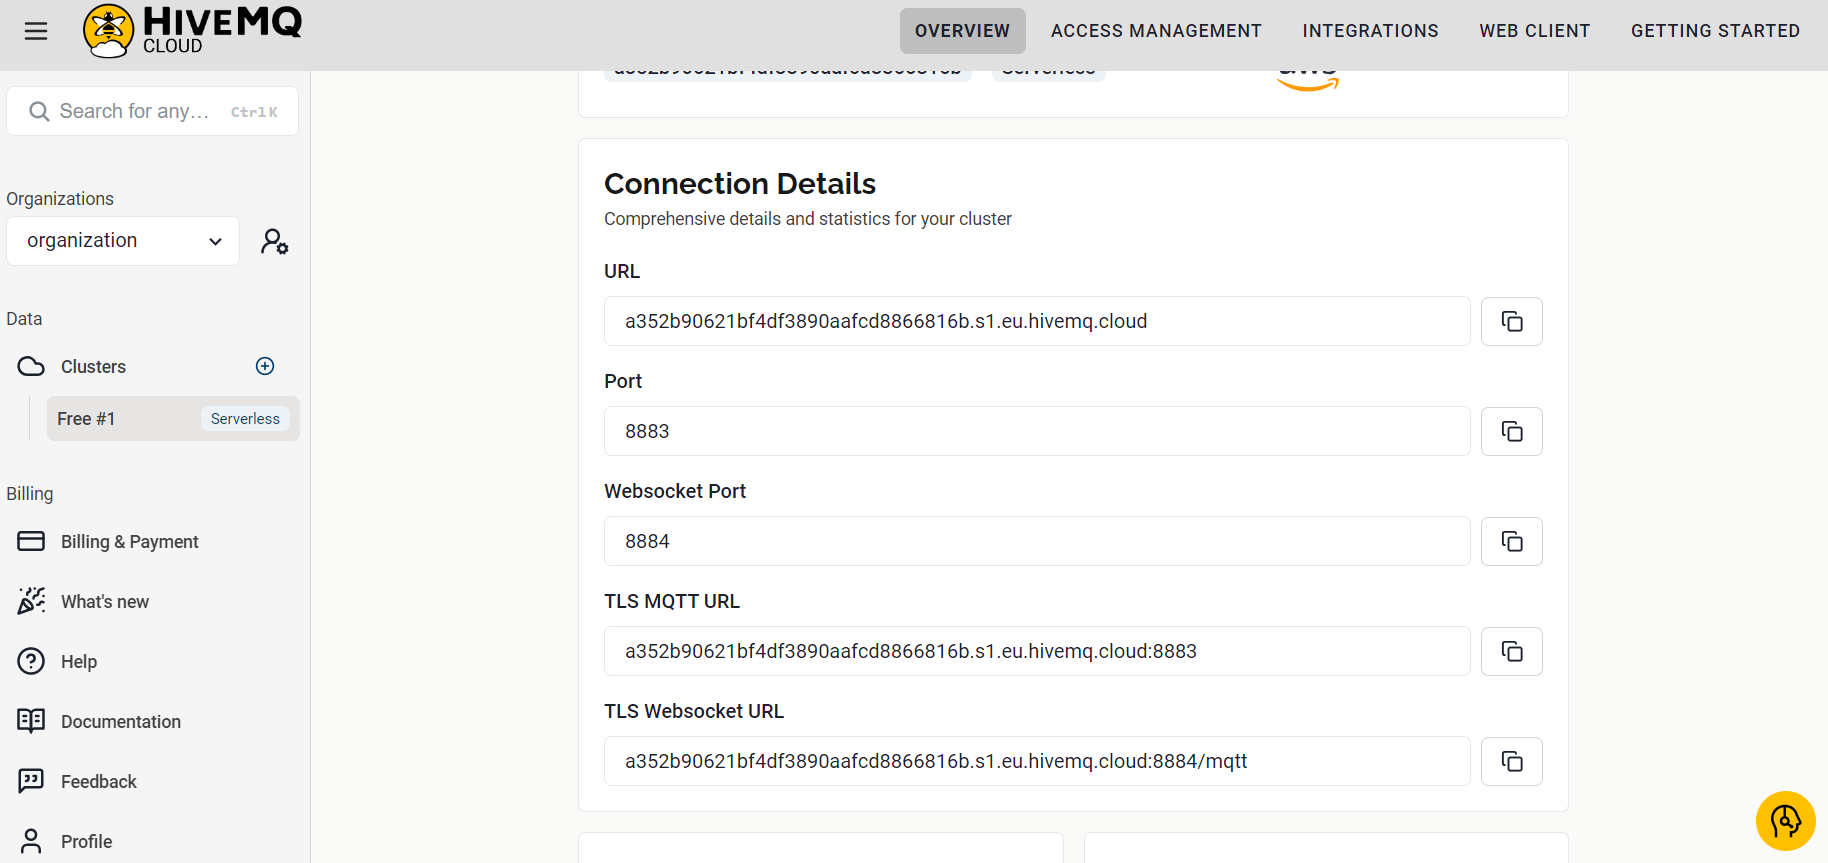 HIVEMQ
CLOUD
OVERVIEW
ACCESS MANAGEMENT
INTEGRATIONS
WEB CLIENT
GETTING STARTED
Search for any...
Ctrl K
Organizations
organization
Data
Clusters
Free #1
Serverless
Billing
Billing & Payment
What's new
Help
Documentation
Feedback
Profile
Serverless
aws
Connection Details
Comprehensive details and statistics for your cluster
URL
a352b90621bf4df3890aafcd8866816b.s1.eu.hivemq.cloud
Port
8883
Websocket Port
8884
TLS MQTT URL
a352b90621bf4df3890aafcd8866816b.s1.eu.hivemq.cloud:8883
TLS Websocket URL
a352b90621bf4df3890aafcd8866816b.s1.eu.hivemq.cloud:8884/mqtt